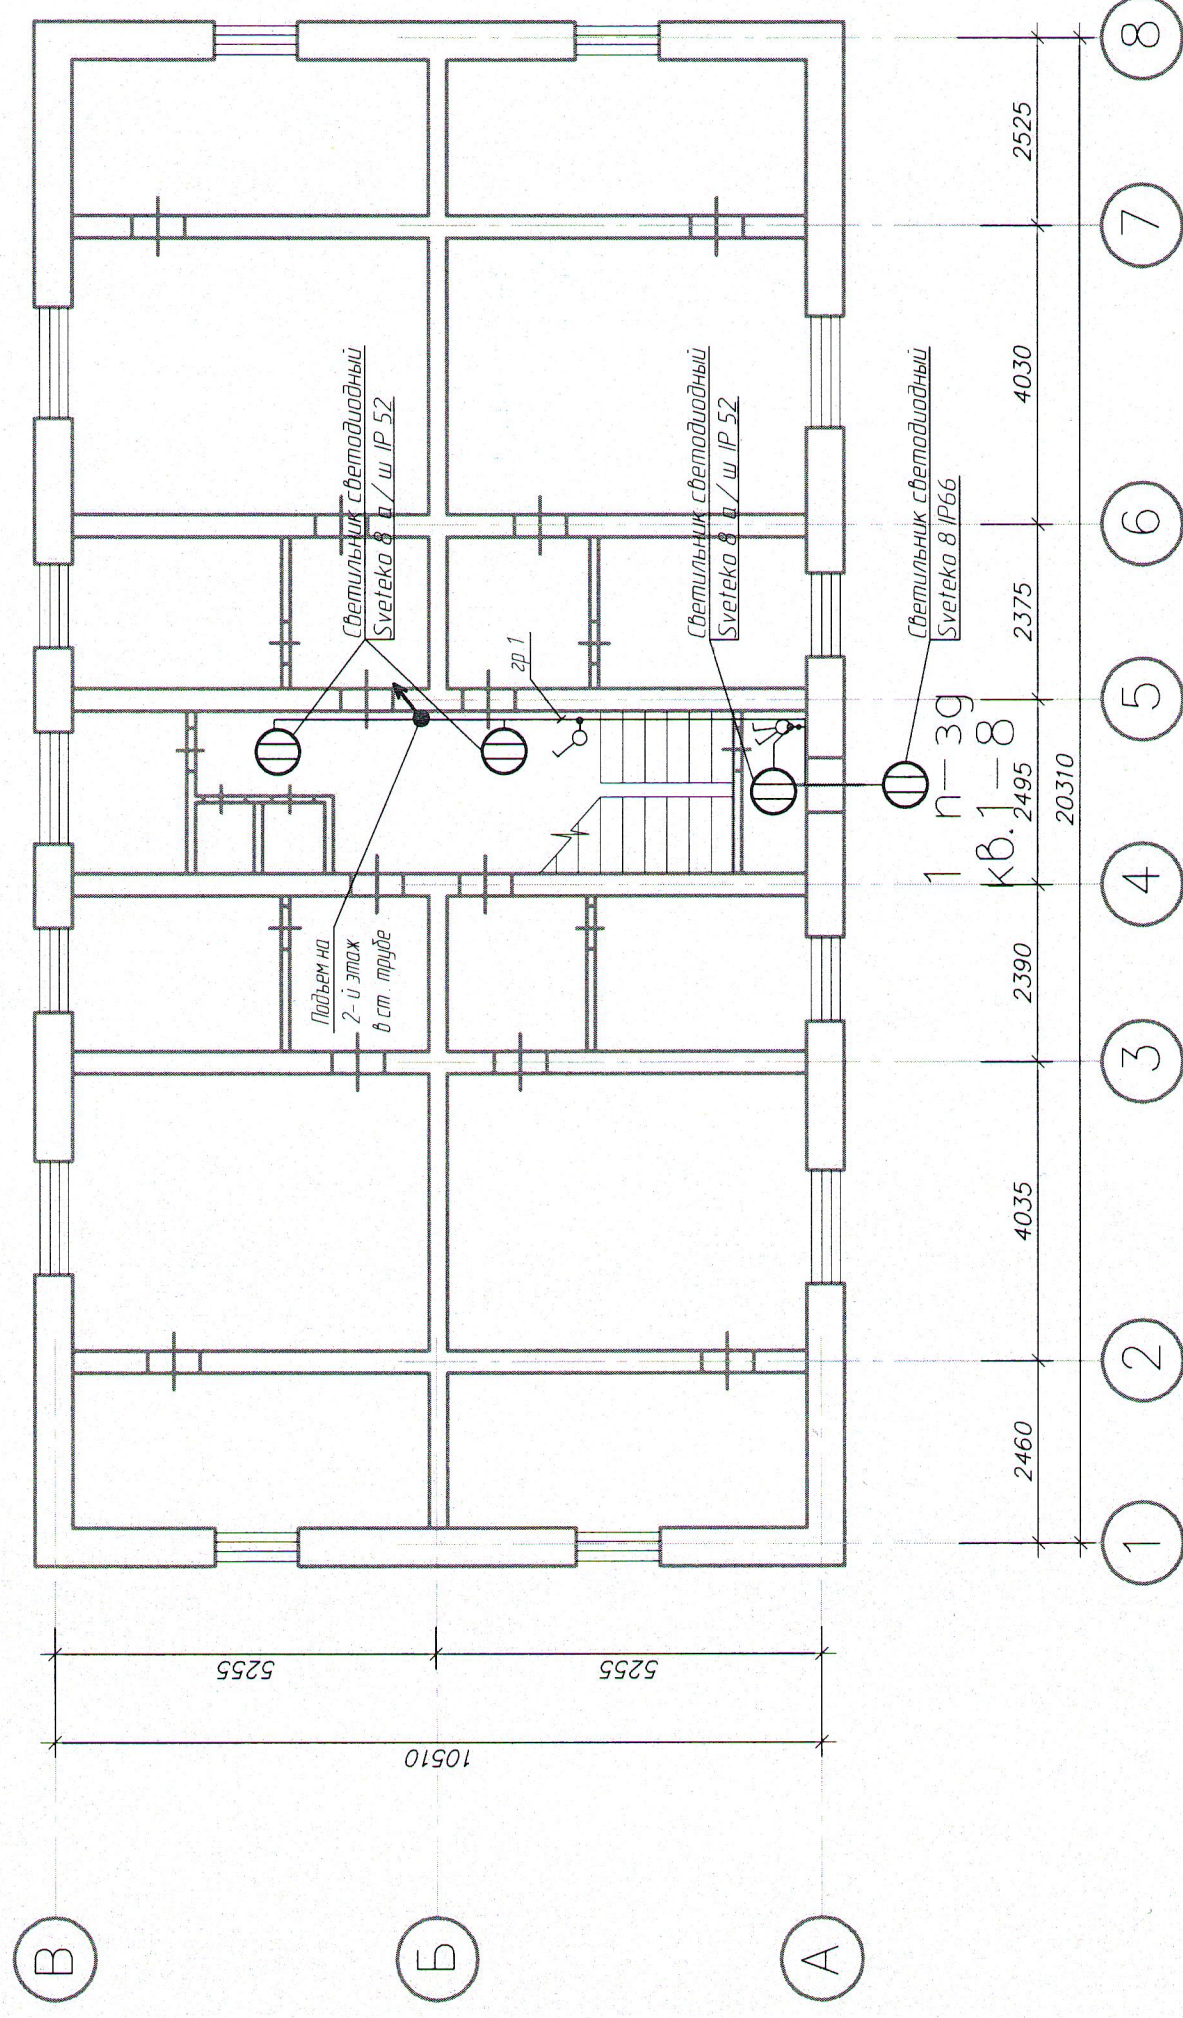 В
Б
А
5255
5255
10510
Светильник светодиодный
Sveteko 8 а/ш IP 52
гр.1
Подъем на
2-й этаж
в ст. трубе
Светильник светодиодный
Sveteko 8 а/ш IP 52
Светильник светодиодный
Sveteko 8 IP66
1 п-зд
кв.1-8
2460
4035
2390
2495
2375
4030
2525
20310
1
2
3
4
5
6
7
8